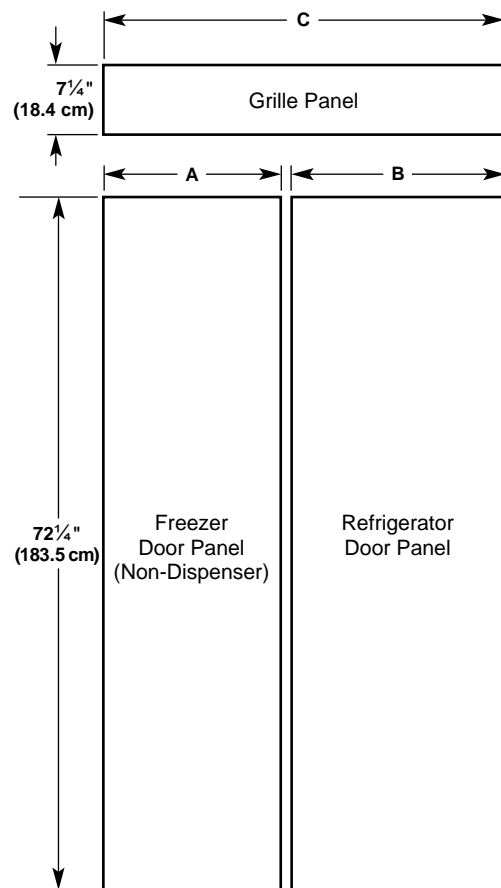 C
7¼"
(18.4 cm)
Grille Panel
A
B
72¼"
(183.5 cm)
Freezer
Door Panel
(Non-Dispenser)
Refrigerator
Door Panel